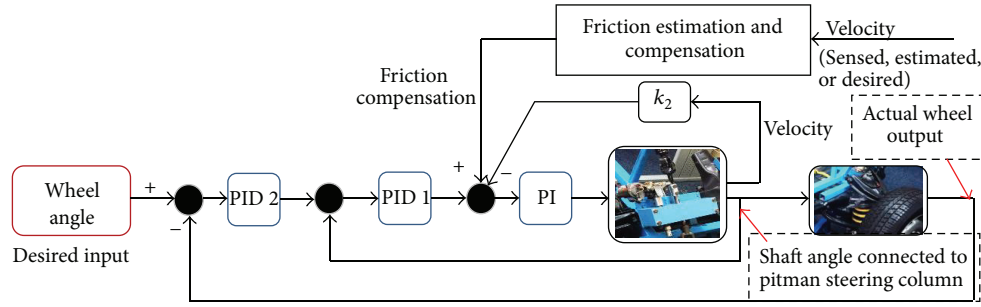 Friction estimation and
compensation
Velocity
(Sensed, estimated,
or desired)
Friction
compensation
k2
Velocity
Actual wheel
output
Wheel
angle
+
−
PID 2
PID 1
+
−
PI
Desired input
Shaft angle connected to
pitman steering column